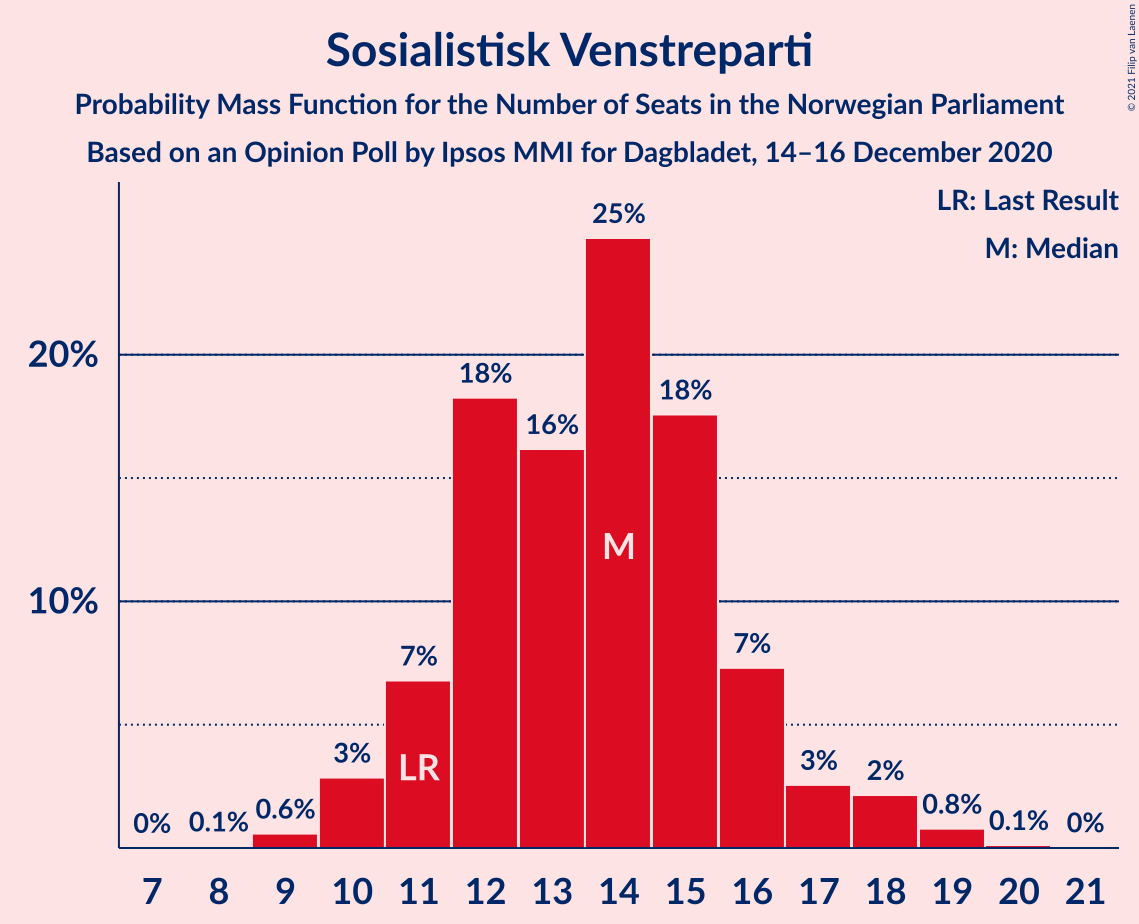 Sosialistisk Venstreparti
Probability Mass Function for the Number of Seats in the Norwegian Parliament
Based on an Opinion Poll by Ipsos MMI for Dagbladet, 14–16 December 2020
© 2021 Filip van Laenen
LR: Last Result
M: Median
25%
20%
18%
18%
16%
M
10%
7%
7%
3%
LR
3%
2%
0.6%
0.8%
0%
0.1%
0.1%
0%
7 8 9 10 11 12 13 14 15 16 17 18 19 20 21